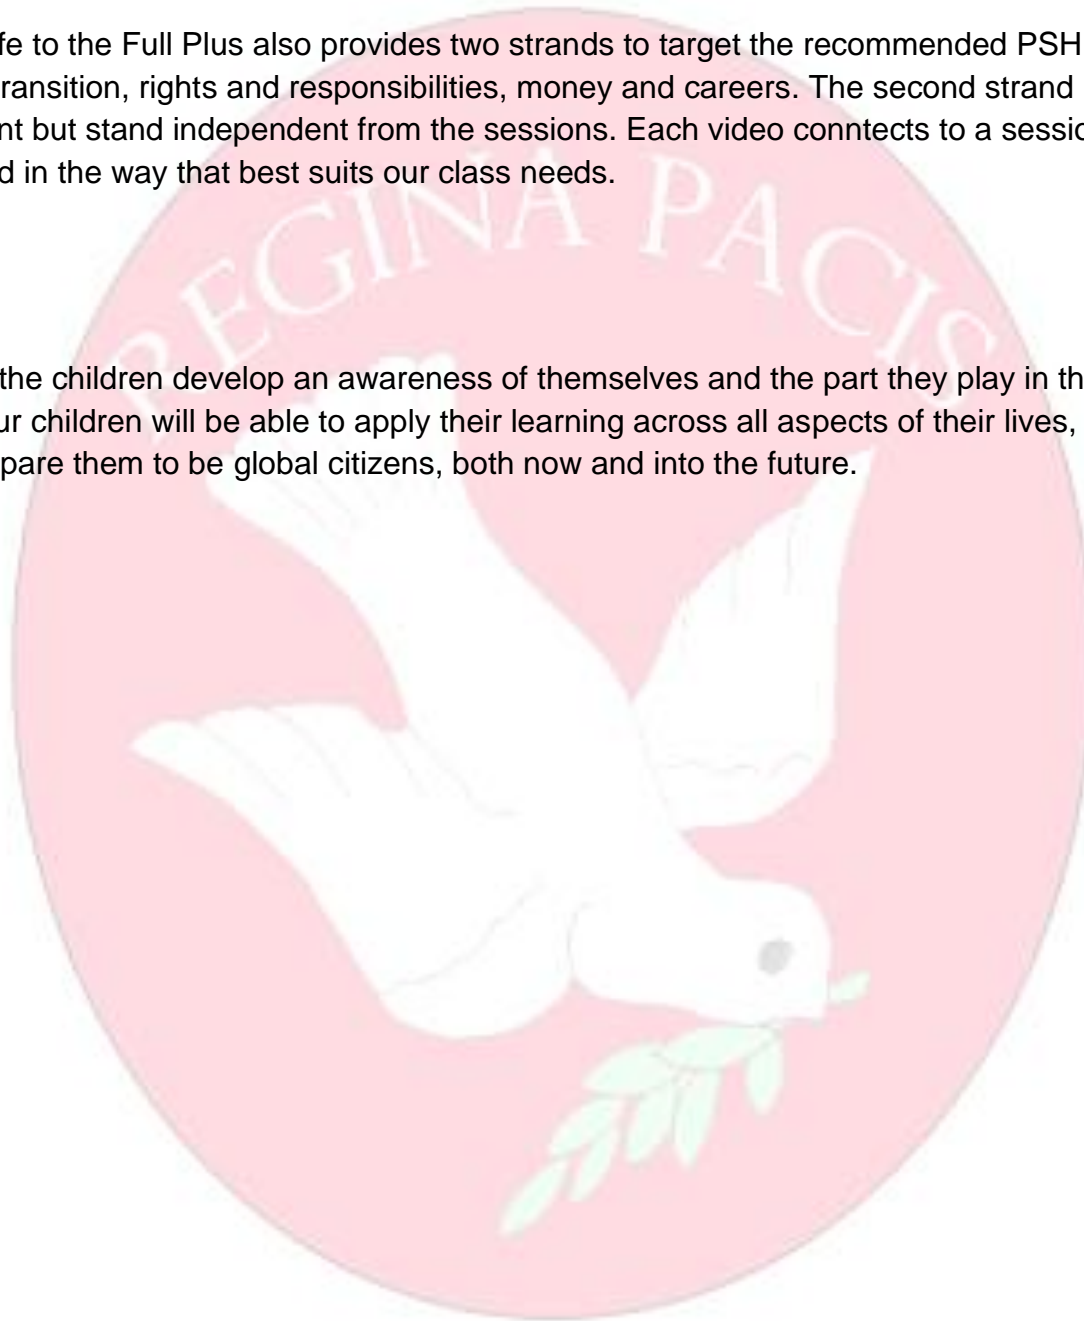 fe to the Full Plus also provides two strands to target the recommended PSH
ransition, rights and responsibilities, money and careers. The second strand
nt but stand independent from the sessions. Each video conntects to a sessio
d in the way that best suits our class needs.
REGINA PACIS
the children develop an awareness of themselves and the part they play in th
ur children will be able to apply their learning across all aspects of their lives,
pare them to be global citizens, both now and into the future.